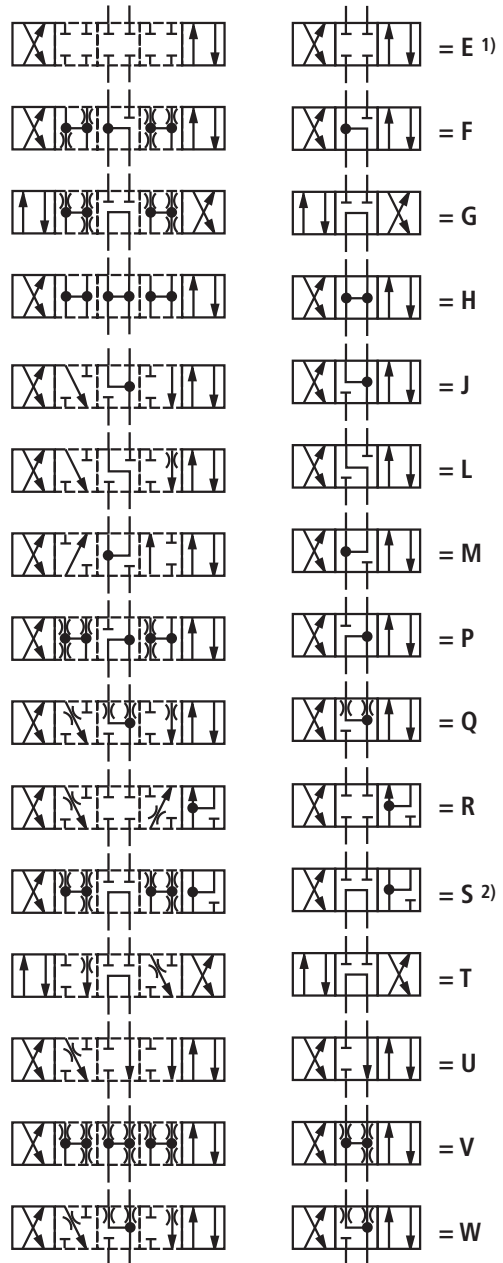 = E 1)
= F
= G
= H
= J
= L
= M
= P
= Q
= R
= S 2)
= T
= U
= V
= W